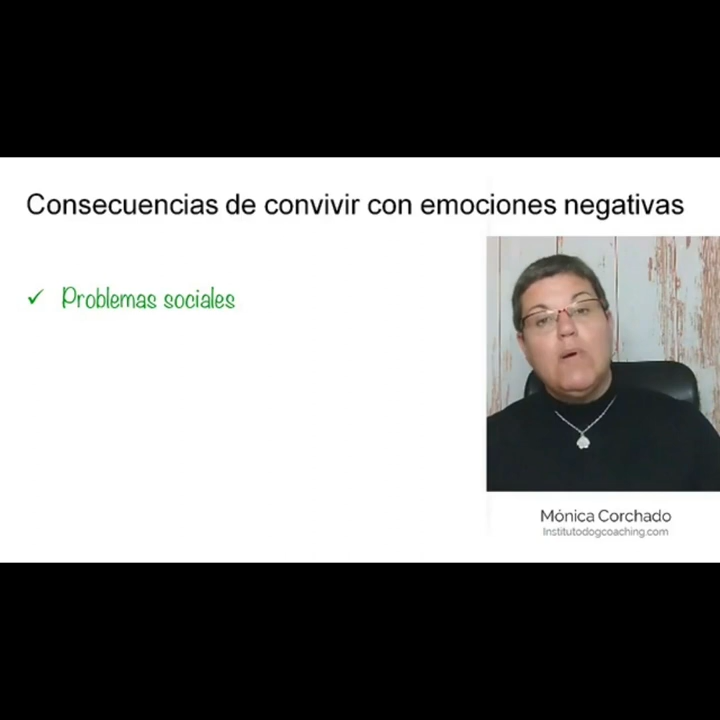 Consecuencias de convivir con emociones negativas
✓ Problemas sociales
Mónica Corchado
Institutodogcoaching.com